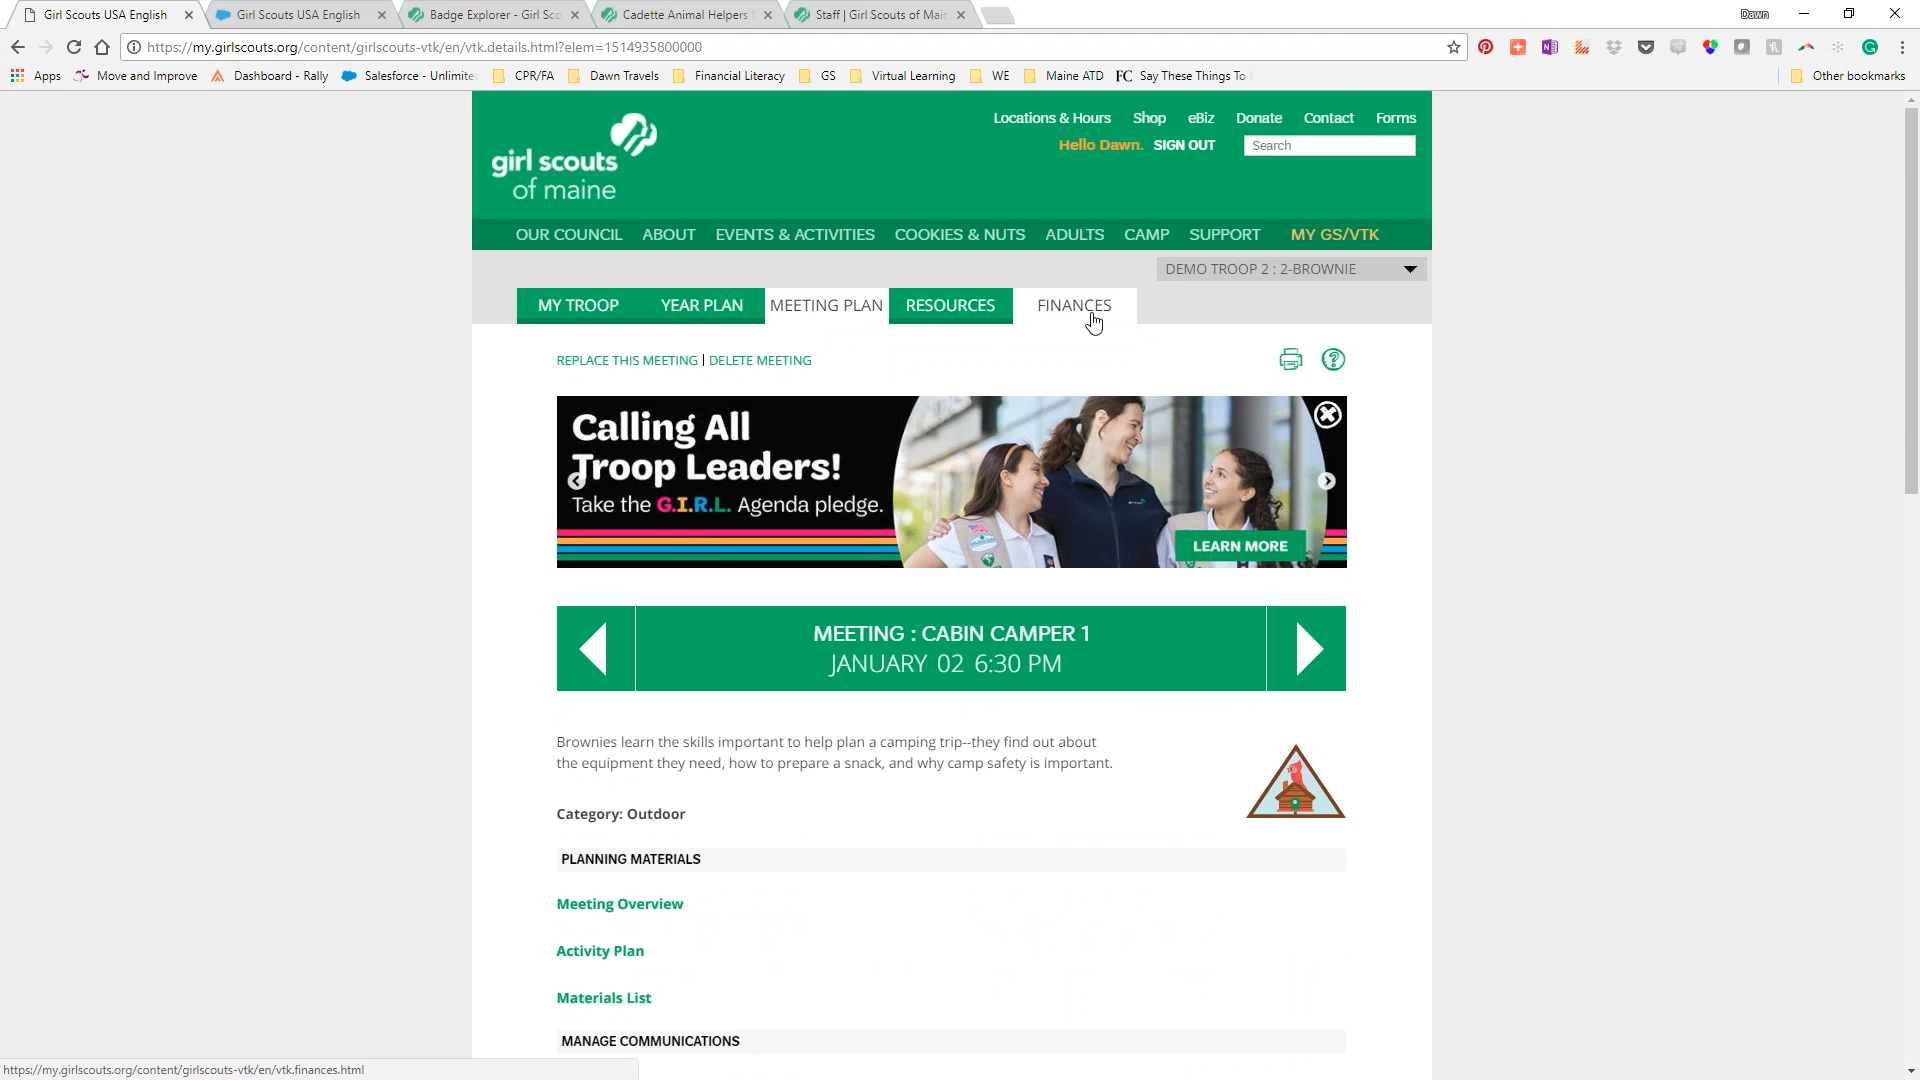 Girl Scouts USA English
Girl Scouts USA English
Badge Explorer - Girl Sco
Cadette Animal Helpers
Staff | Girl Scouts of Main
Dawn
https://my.girlscouts.org/content/girlscouts-vtk/en/vtk.details.html?elem=1514935800000
Apps Move and Improve Dashboard - Rally Salesforce - Unlimite CPR/FA Dawn Travels Financial Literacy GS Virtual Learning WE Maine ATD FC Say These Things To Other bookmarks
Locations & Hours Shop eBiz Donate Contact Forms
Hello Dawn. SIGN OUT Search
girl scouts
of maine
OUR COUNCIL ABOUT EVENTS & ACTIVITIES COOKIES & NUTS ADULTS CAMP SUPPORT MY GS/VTK
DEMO TROOP 2 : 2-BROWNIE
MY TROOP YEAR PLAN MEETING PLAN RESOURCES FINANCES
REPLACE THIS MEETING | DELETE MEETING
Calling All
Troop Leaders!
Take the G.I.R.L. Agenda pledge.
LEARN MORE
MEETING : CABIN CAMPER 1
JANUARY 02 6:30 PM
Brownies learn the skills important to help plan a camping trip--they find out about
the equipment they need, how to prepare a snack, and why camp safety is important.
Category: Outdoor
PLANNING MATERIALS
Meeting Overview
Activity Plan
Materials List
MANAGE COMMUNICATIONS
https://my.girlscouts.org/content/girlscouts-vtk/en/vtk.finances.html